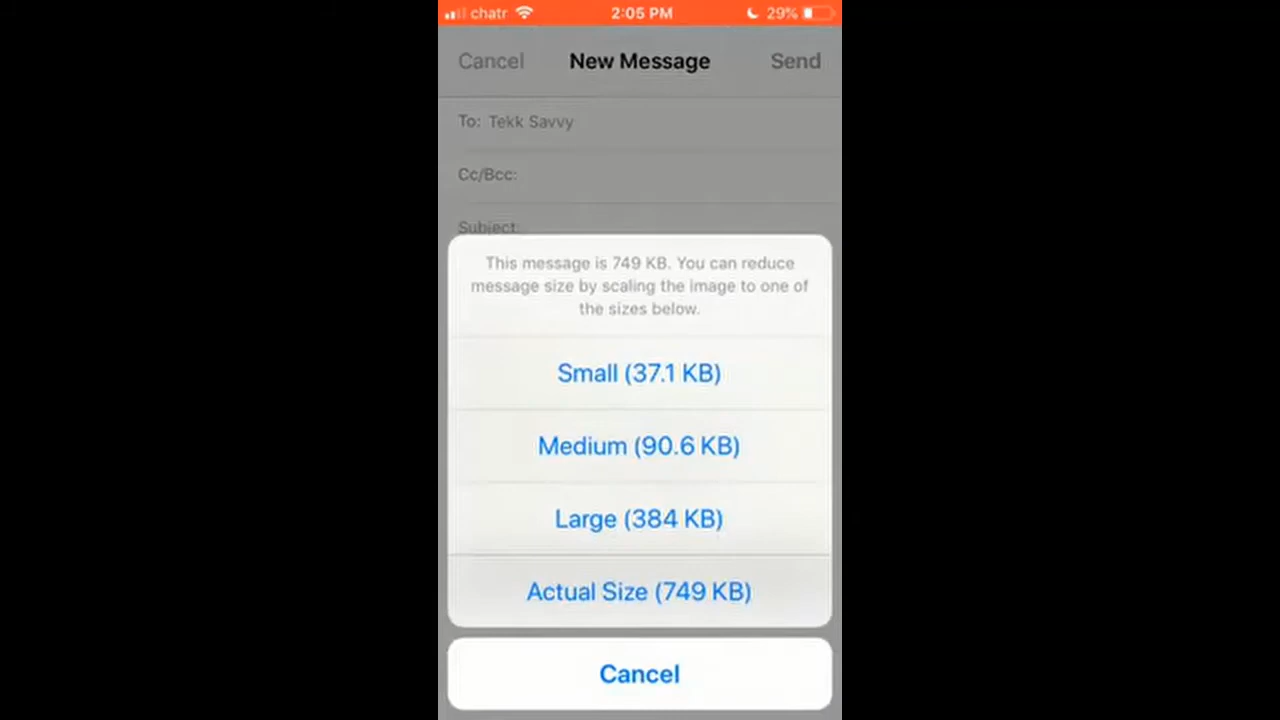 chatr 2:05 PM 29%
Cancel New Message Send
To: Tekk Savvy
Cc/Bcc:
Subject:
This message is 749 KB. You can reduce
message size by scaling the image to one of
the sizes below.
Small (37.1 KB)
Medium (90.6 KB)
Large (384 KB)
Actual Size (749 KB)
Cancel